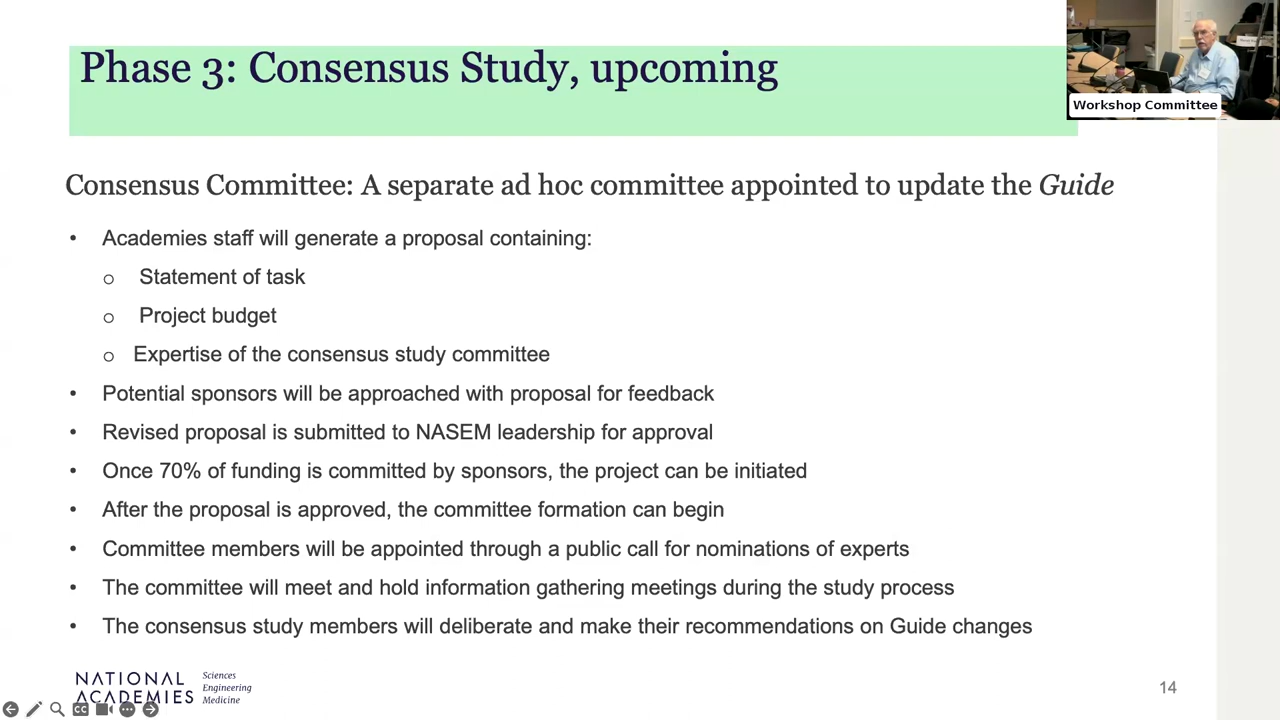 Phase 3: Consensus Study, upcoming
Workshop Committee
Consensus Committee: A separate ad hoc committee appointed to update the Guide
• Academies staff will generate a proposal containing:
o Statement of task
o Project budget
o Expertise of the consensus study committee
• Potential sponsors will be approached with proposal for feedback
• Revised proposal is submitted to NASEM leadership for approval
• Once 70% of funding is committed by sponsors, the project can be initiated
• After the proposal is approved, the committee formation can begin
• Committee members will be appointed through a public call for nominations of experts
• The committee will meet and hold information gathering meetings during the study process
• The consensus study members will deliberate and make their recommendations on Guide changes
NATIONAL ACADEMIES
Sciences
Engineering
Medicine
CC
14